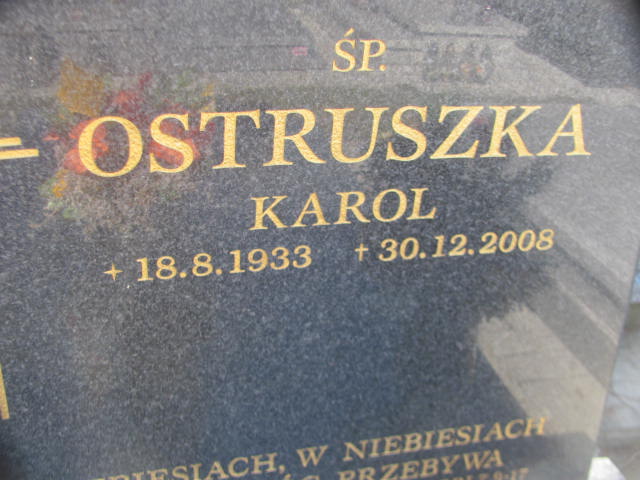 ŚP.
OSTRUSZKA
KAROL
+ 18.8.1933 † 30.12.2008
W NIEBIESIACH
PRZEBYWA